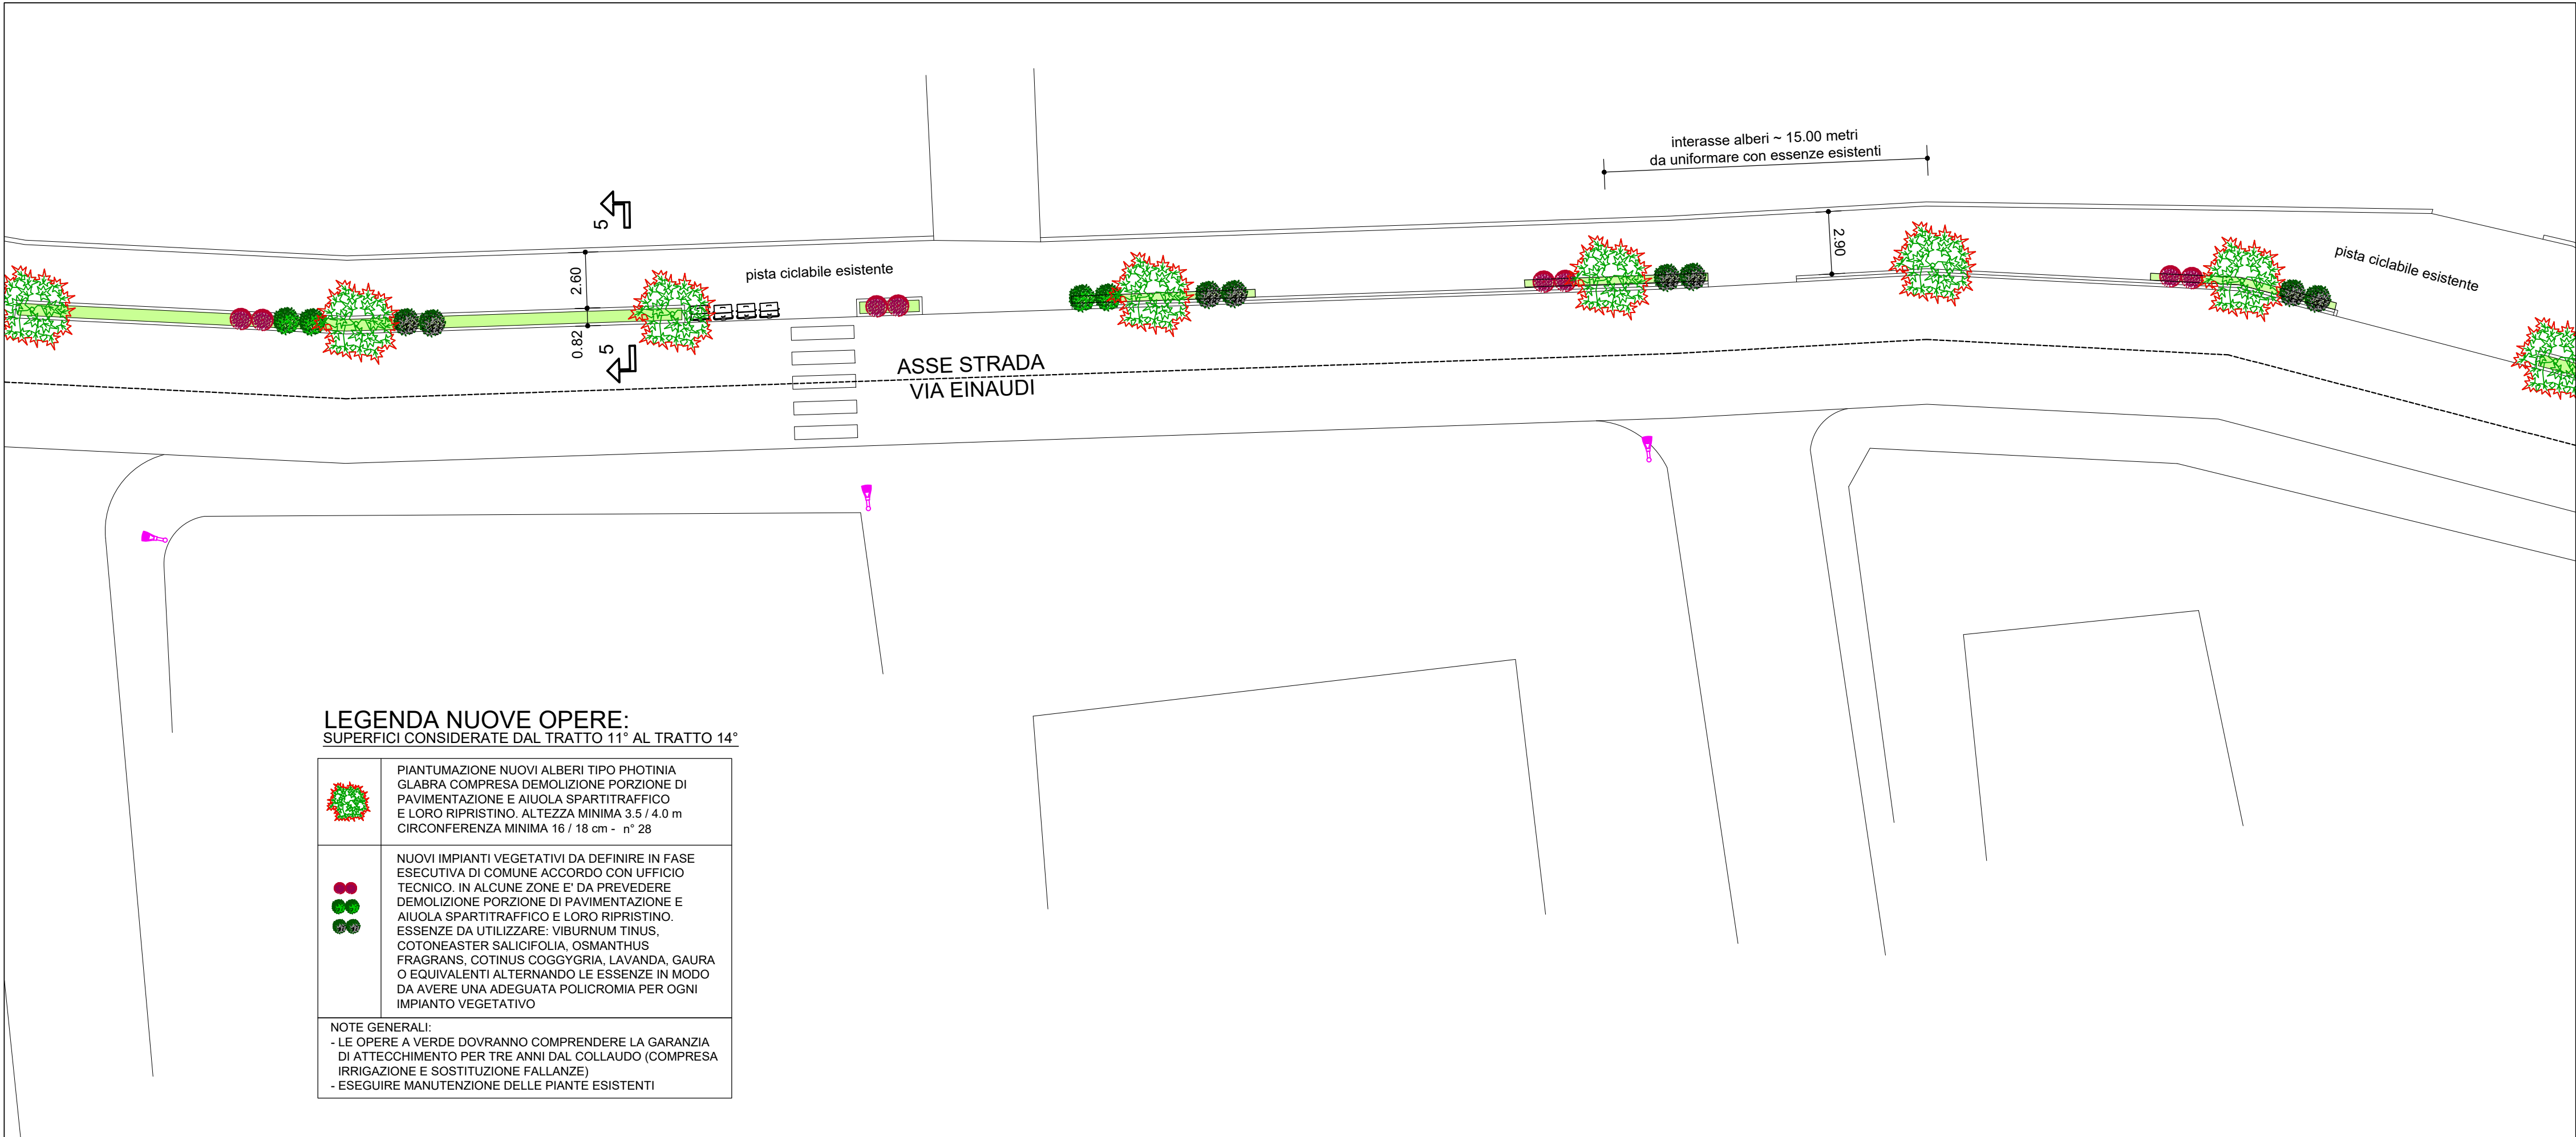 interasse alberi ~ 15.00 metri
da uniformare con essenze esistenti
5
2.60
pista ciclabile esistente
2.90
pista ciclabile esistente
0.82
5
ASSE STRADA
VIA EINAUDI
LEGENDA NUOVE OPERE:
SUPERFICI CONSIDERATE DAL TRATTO 11° AL TRATTO 14°
PIANTUMAZIONE NUOVI ALBERI TIPO PHOTINIA
GLABRA COMPRESA DEMOLIZIONE PORZIONE DI
PAVIMENTAZIONE E AIUOLA SPARTITRAFFICO
E LORO RIPRISTINO. ALTEZZA MINIMA 3.5 / 4.0 m
CIRCONFERENZA MINIMA 16 / 18 cm - n° 28
NUOVI IMPIANTI VEGETATIVI DA DEFINIRE IN FASE
ESECUTIVA DI COMUNE ACCORDO CON UFFICIO
TECNICO. IN ALCUNE ZONE E' DA PREVEDERE
DEMOLIZIONE PORZIONE DI PAVIMENTAZIONE E
AIUOLA SPARTITRAFFICO E LORO RIPRISTINO.
ESSENZE DA UTILIZZARE: VIBURNUM TINUS,
COTONEASTER SALICIFOLIA, OSMANTHUS
FRAGRANS, COTINUS COGGYGRIA, LAVANDA, GAURA
O EQUIVALENTI ALTERNANDO LE ESSENZE IN MODO
DA AVERE UNA ADEGUATA POLICROMIA PER OGNI
IMPIANTO VEGETATIVO
NOTE GENERALI:
- LE OPERE A VERDE DOVRANNO COMPRENDERE LA GARANZIA
DI ATTECCHIMENTO PER TRE ANNI DAL COLLAUDO (COMPRESA
IRRIGAZIONE E SOSTITUZIONE FALLANZE)
- ESEGUIRE MANUTENZIONE DELLE PIANTE ESISTENTI